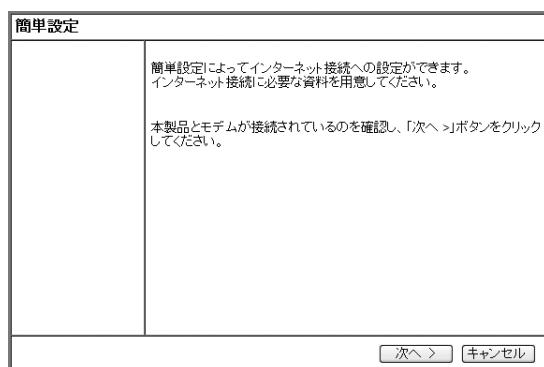 簡単設定
簡単設定によってインターネット接続への設定ができます。
インターネット接続に必要な資料を用意してください。
本製品とモデムが接続されているのを確認し、「次へ >」ボタンをクリック
してください。
次へ >
キャンセル